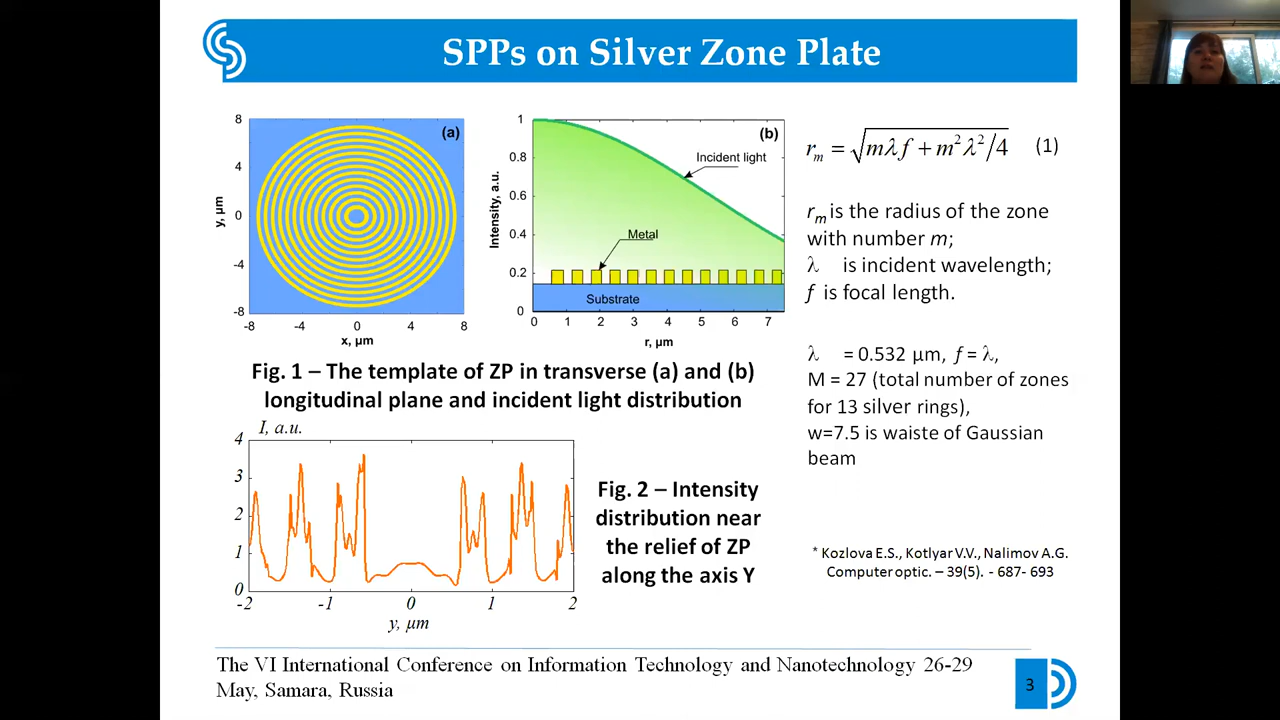 SPPs on Silver Zone Plate
(a)
8
4
0
-4
-8
y, µm
-8 -4 0 4 8
x, µm
(b)
Incident light
Metal
Substrate
1
0.8
0.6
0.4
0.2
0
Intensity, a.u.
0 1 2 3 4 5 6 7
r, µm
Fig. 1 – The template of ZP in transverse (a) and (b)
longitudinal plane and incident light distribution
I, a.u.
4
3
2
1
0
-2 -1 0 1 2
y, µm
Fig. 2 – Intensity
distribution near
the relief of ZP
along the axis Y
rₘ = √(mλf + m²λ²/4) (1)
rₘ is the radius of the zone
with number m;
λ is incident wavelength;
f is focal length.
λ = 0.532 µm, f = λ,
M = 27 (total number of zones
for 13 silver rings),
w=7.5 is waiste of Gaussian
beam
* Kozlova E.S., Kotlyar V.V., Nalimov A.G.
Computer optic. – 39(5). - 687- 693
The VI International Conference on Information Technology and Nanotechnology 26-29
May, Samara, Russia
3